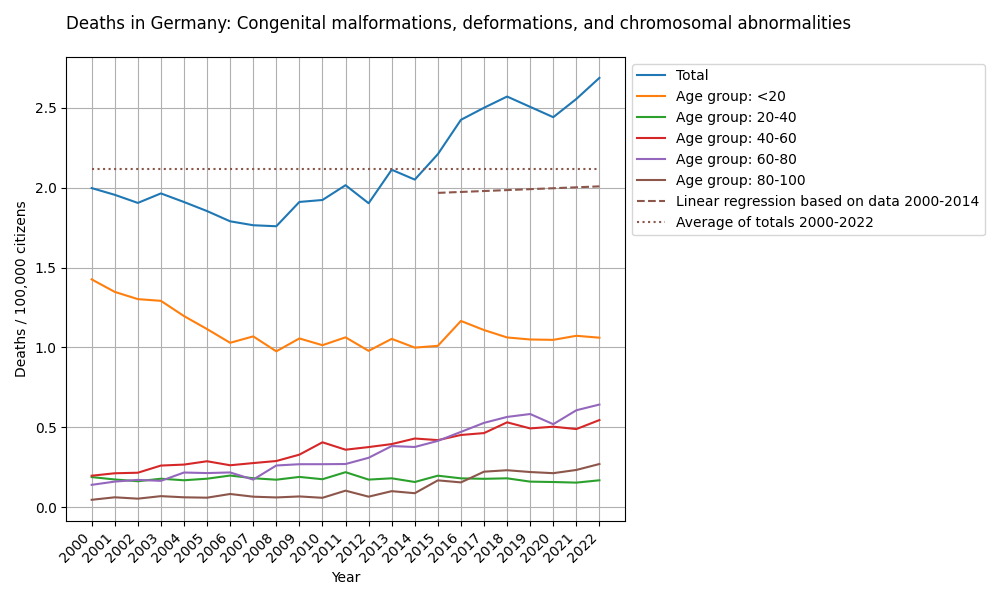 Deaths in Germany: Congenital malformations, deformations, and chromosomal abnormalities
Total
Age group: <20
Age group: 20-40
Age group: 40-60
Age group: 60-80
Age group: 80-100
Linear regression based on data 2000-2014
Average of totals 2000-2022
Deaths / 100,000 citizens
2.5
2.0
1.5
1.0
0.5
0.0
2000 2001 2002 2003 2004 2005 2006 2007 2008 2009 2010 2011 2012 2013 2014 2015 2016 2017 2018 2019 2020 2021 2022
Year